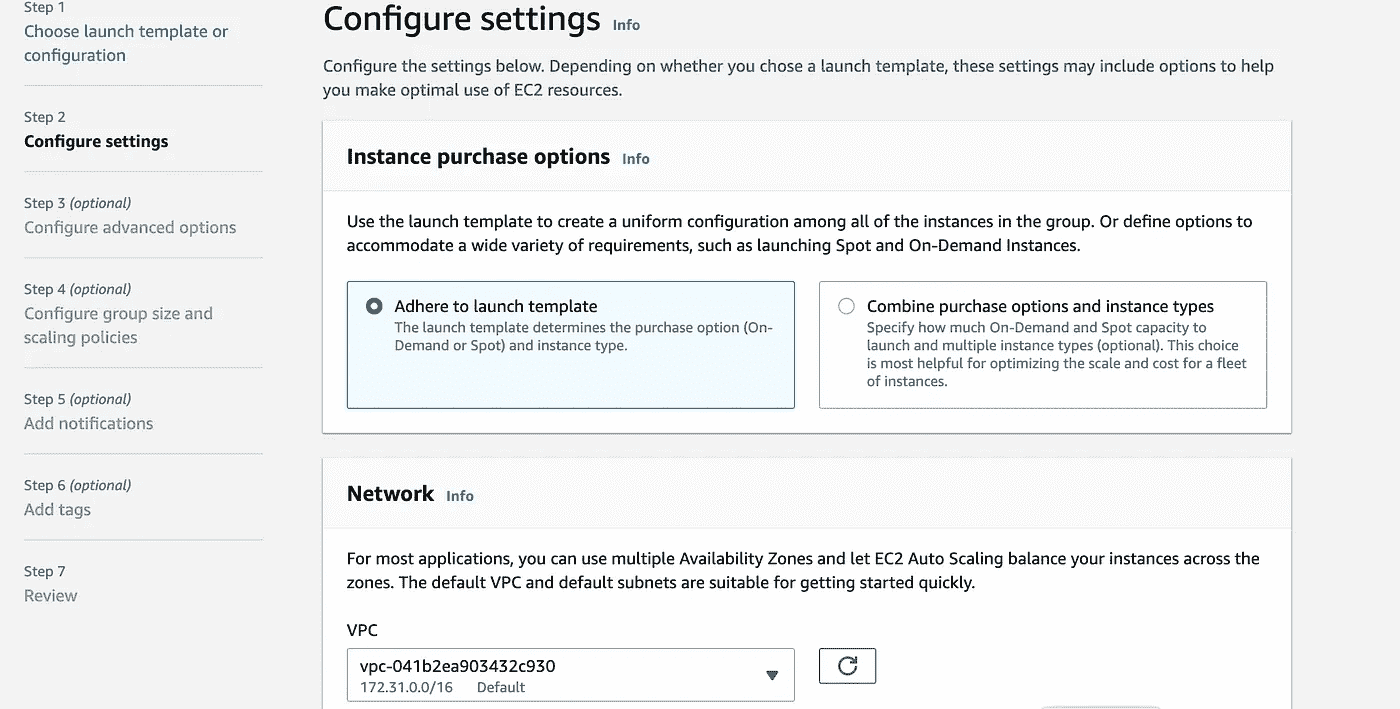 Step 1
Choose launch template or
configuration
Step 2
Configure settings
Step 3 (optional)
Configure advanced options
Step 4 (optional)
Configure group size and
scaling policies
Step 5 (optional)
Add notifications
Step 6 (optional)
Add tags
Step 7
Review
Configure settings Info
Configure the settings below. Depending on whether you chose a launch template, these settings may include options to help
you make optimal use of EC2 resources.
Instance purchase options Info
Use the launch template to create a uniform configuration among all of the instances in the group. Or define options to
accommodate a wide variety of requirements, such as launching Spot and On-Demand Instances.
Adhere to launch template
The launch template determines the purchase option (On-
Demand or Spot) and instance type.
Combine purchase options and instance types
Specify how much On-Demand and Spot capacity to
launch and multiple instance types (optional). This choice
is most helpful for optimizing the scale and cost for a fleet
of instances.
Network Info
For most applications, you can use multiple Availability Zones and let EC2 Auto Scaling balance your instances across the
zones. The default VPC and default subnets are suitable for getting started quickly.
VPC
vpc-041b2ea903432c930
172.31.0.0/16 Default